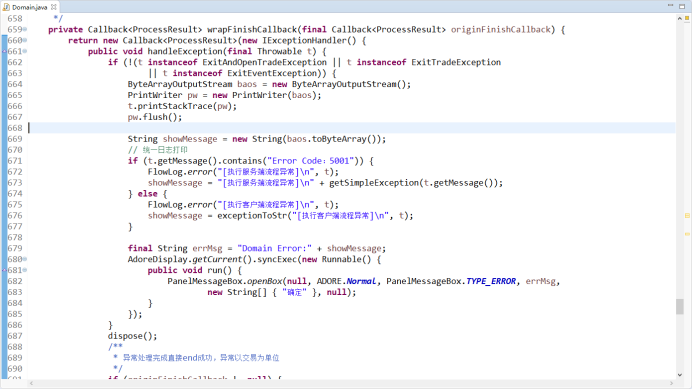 Domain.java
658 */
659 private Callback<ProcessResult> wrapFinishCallback(final Callback<ProcessResult> originFinishCallback) {
660 return new Callback<ProcessResult>(new IExceptionHandler() {
661 public void handleException(final Throwable t) {
662 if (!(t instanceof ExitAndOpenTradeException || t instanceof ExitTradeException
663 || t instanceof ExitEventException)) {
664 ByteArrayOutputStream baos = new ByteArrayOutputStream();
665 PrintWriter pw = new PrintWriter(baos);
666 t.printStackTrace(pw);
667 pw.flush();
668
669 String showMessage = new String(baos.toByteArray());
670 // 统一日志打印
671 if (t.getMessage().contains("Error Code：5001")) {
672 FlowLog.error("[执行服务端流程异常]\n", t);
673 showMessage = "[执行服务端流程异常]\n" + getSimpleException(t.getMessage());
674 } else {
675 FlowLog.error("[执行客户端流程异常]\n", t);
676 showMessage = exceptionToStr("[执行客户端流程异常]\n", t);
677 }
678
679 final String errMsg = "Domain Error:" + showMessage;
680 AdoreDisplay.getCurrent().syncExec(new Runnable() {
681 public void run() {
682 PanelMessageBox.openBox(null, ADORE.Normal, PanelMessageBox.TYPE_ERROR, errMsg,
683 new String[] { "确定" }, null);
684 }
685 });
686 }
687 dispose();
688 /**
689 * 异常处理完成直接end成功，异常以交易为单位
690 */
691 if (originFinishCallback != null) {